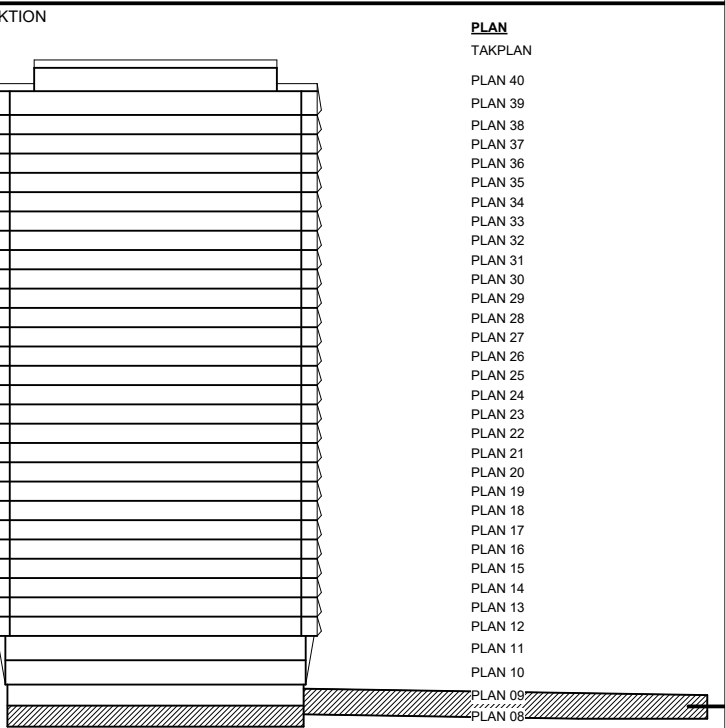 KTION
PLAN
TAKPLAN
PLAN 40
PLAN 39
PLAN 38
PLAN 37
PLAN 36
PLAN 35
PLAN 34
PLAN 33
PLAN 32
PLAN 31
PLAN 30
PLAN 29
PLAN 28
PLAN 27
PLAN 26
PLAN 25
PLAN 24
PLAN 23
PLAN 22
PLAN 21
PLAN 20
PLAN 19
PLAN 18
PLAN 17
PLAN 16
PLAN 15
PLAN 14
PLAN 13
PLAN 12
PLAN 11
PLAN 10
PLAN 09
PLAN 08